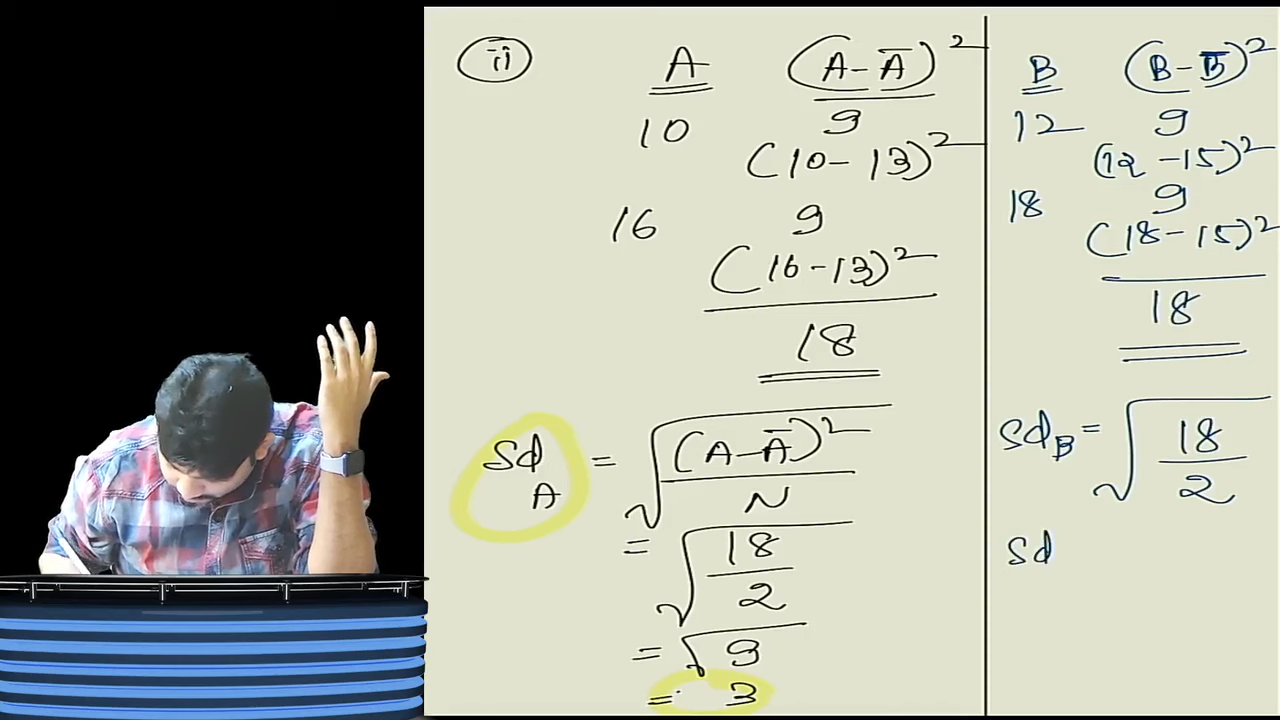 ii)
A (A-A̅)²
10 9
(10-13)²
16 9
(16-13)²
18
Sd_A = √((A-A̅)²/N)
= √(18/2)
= √9
= 3
B (B-B̅)²
12 9
(12-15)²
18 9
(18-15)²
18
Sd_B = √(18/2)
Sd